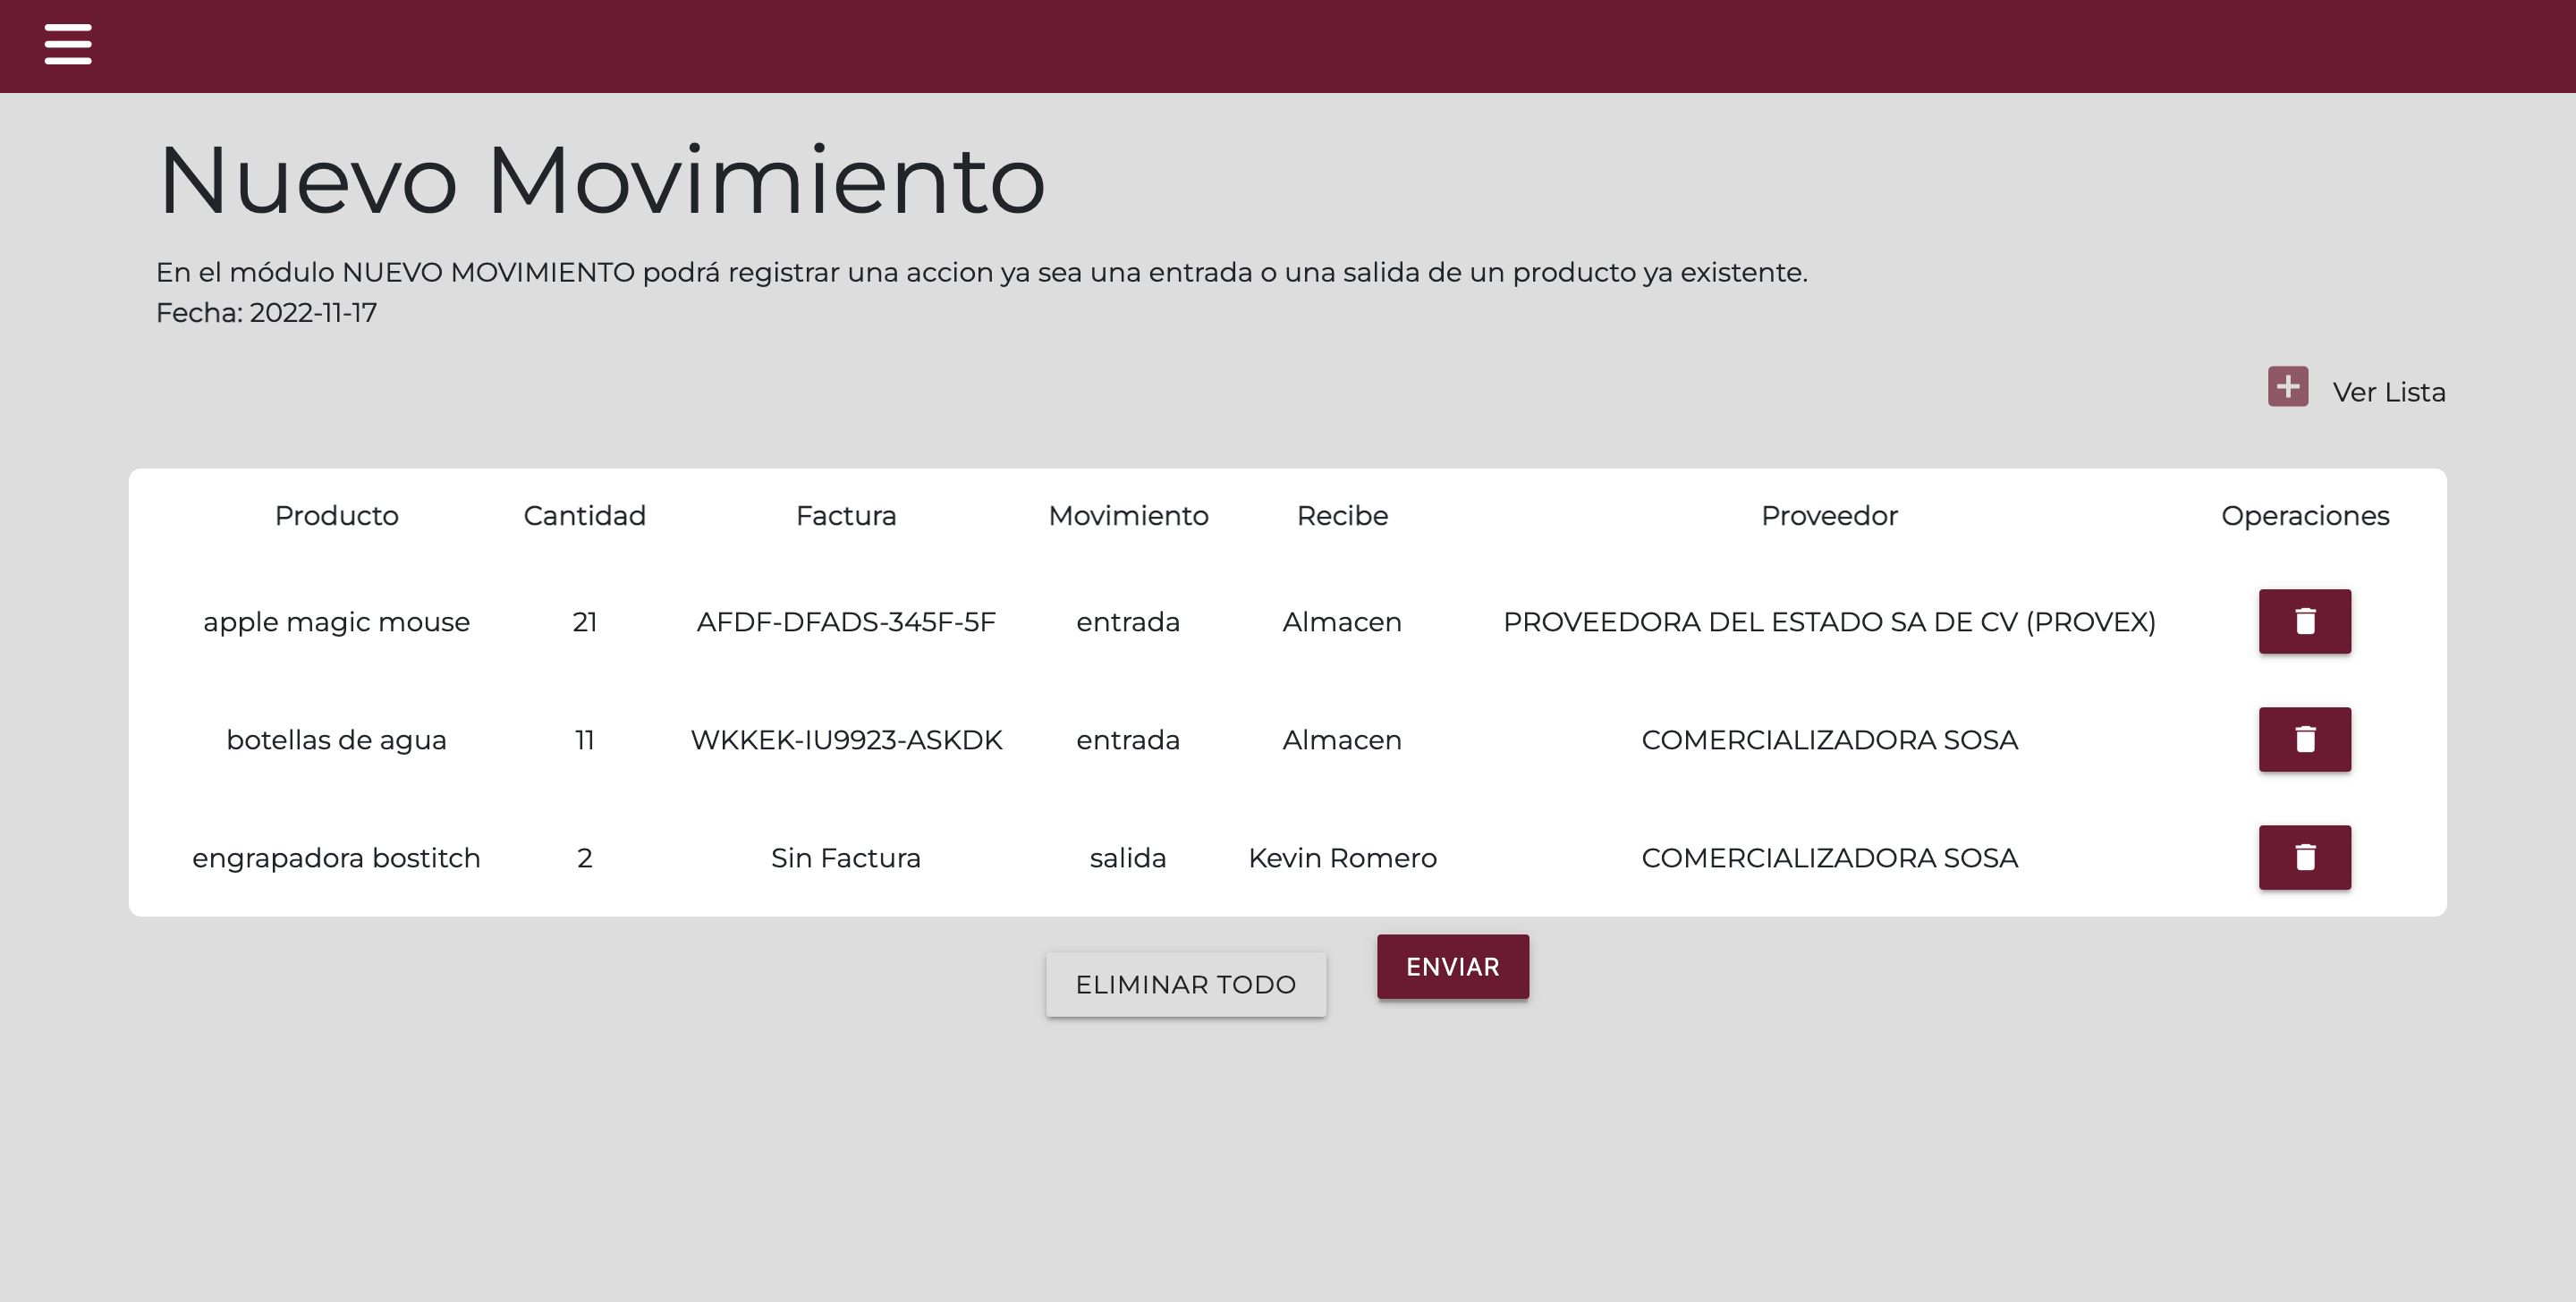 Nuevo Movimiento
En el módulo NUEVO MOVIMIENTO podrá registrar una accion ya sea una entrada o una salida de un producto ya existente.
Fecha: 2022-11-17
Ver Lista
Producto Cantidad Factura Movimiento Recibe Proveedor Operaciones
apple magic mouse 21 AFDF-DFADS-345F-5F entrada Almacen PROVEEDORA DEL ESTADO SA DE CV (PROVEX)
botellas de agua 11 WKKEK-IU9923-ASKDK entrada Almacen COMERCIALIZADORA SOSA
engrapadora bostitch 2 Sin Factura salida Kevin Romero COMERCIALIZADORA SOSA
ELIMINAR TODO ENVIAR